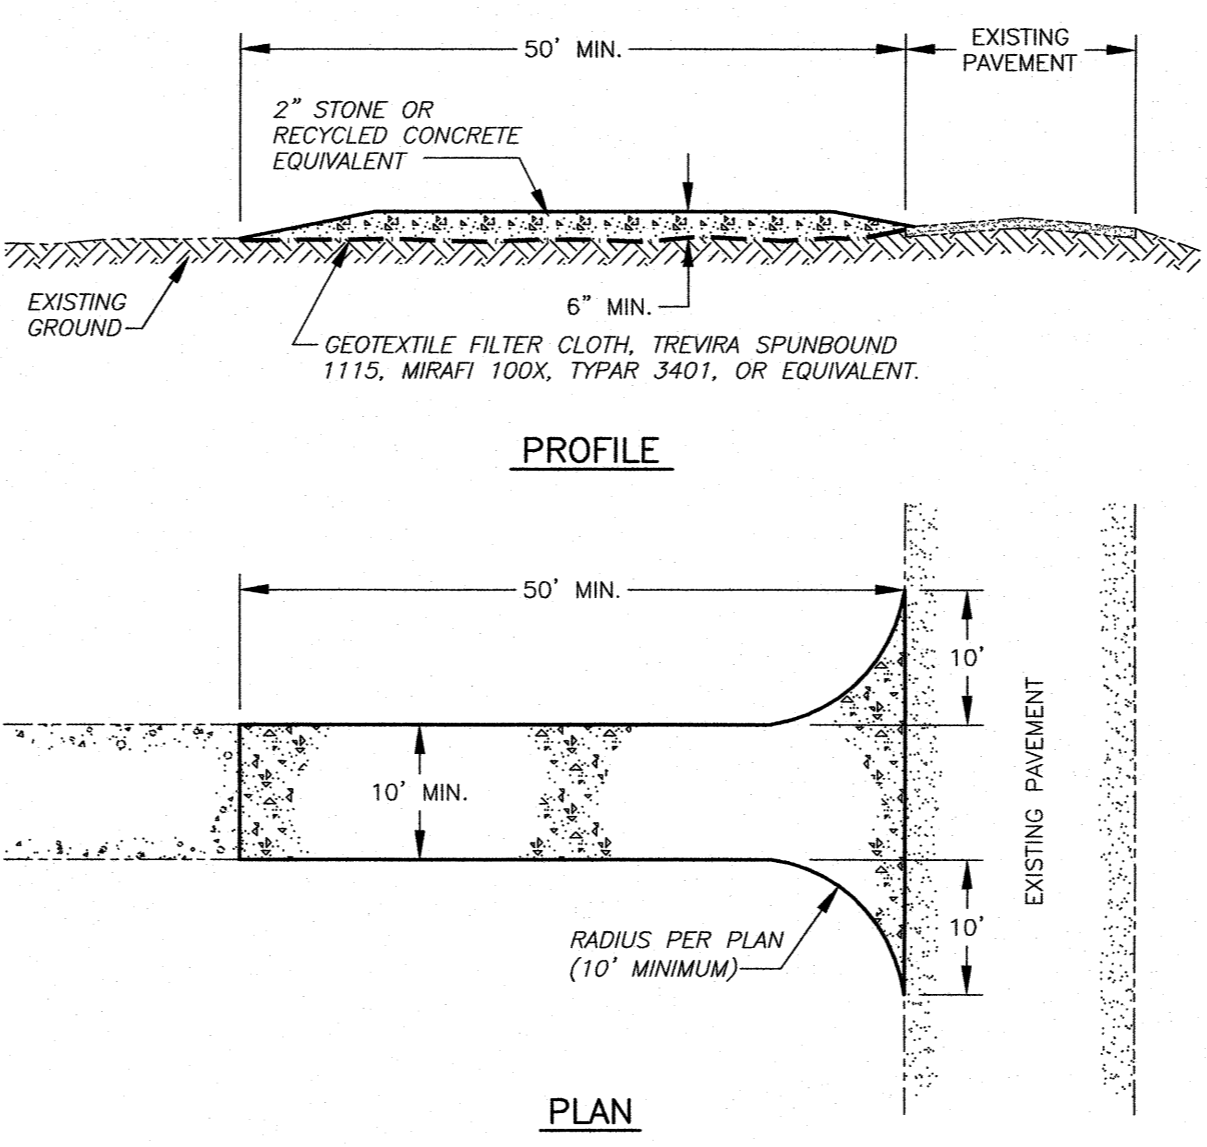 50' MIN.
EXISTING
PAVEMENT
2" STONE OR
RECYCLED CONCRETE
EQUIVALENT
EXISTING
GROUND
6" MIN.
GEOTEXTILE FILTER CLOTH, TREVIRA SPUNBOUND
1115, MIRAFI 100X, TYPAR 3401, OR EQUIVALENT.
PROFILE
50' MIN.
10'
10' MIN.
EXISTING PAVEMENT
10'
RADIUS PER PLAN
(10' MINIMUM)
PLAN